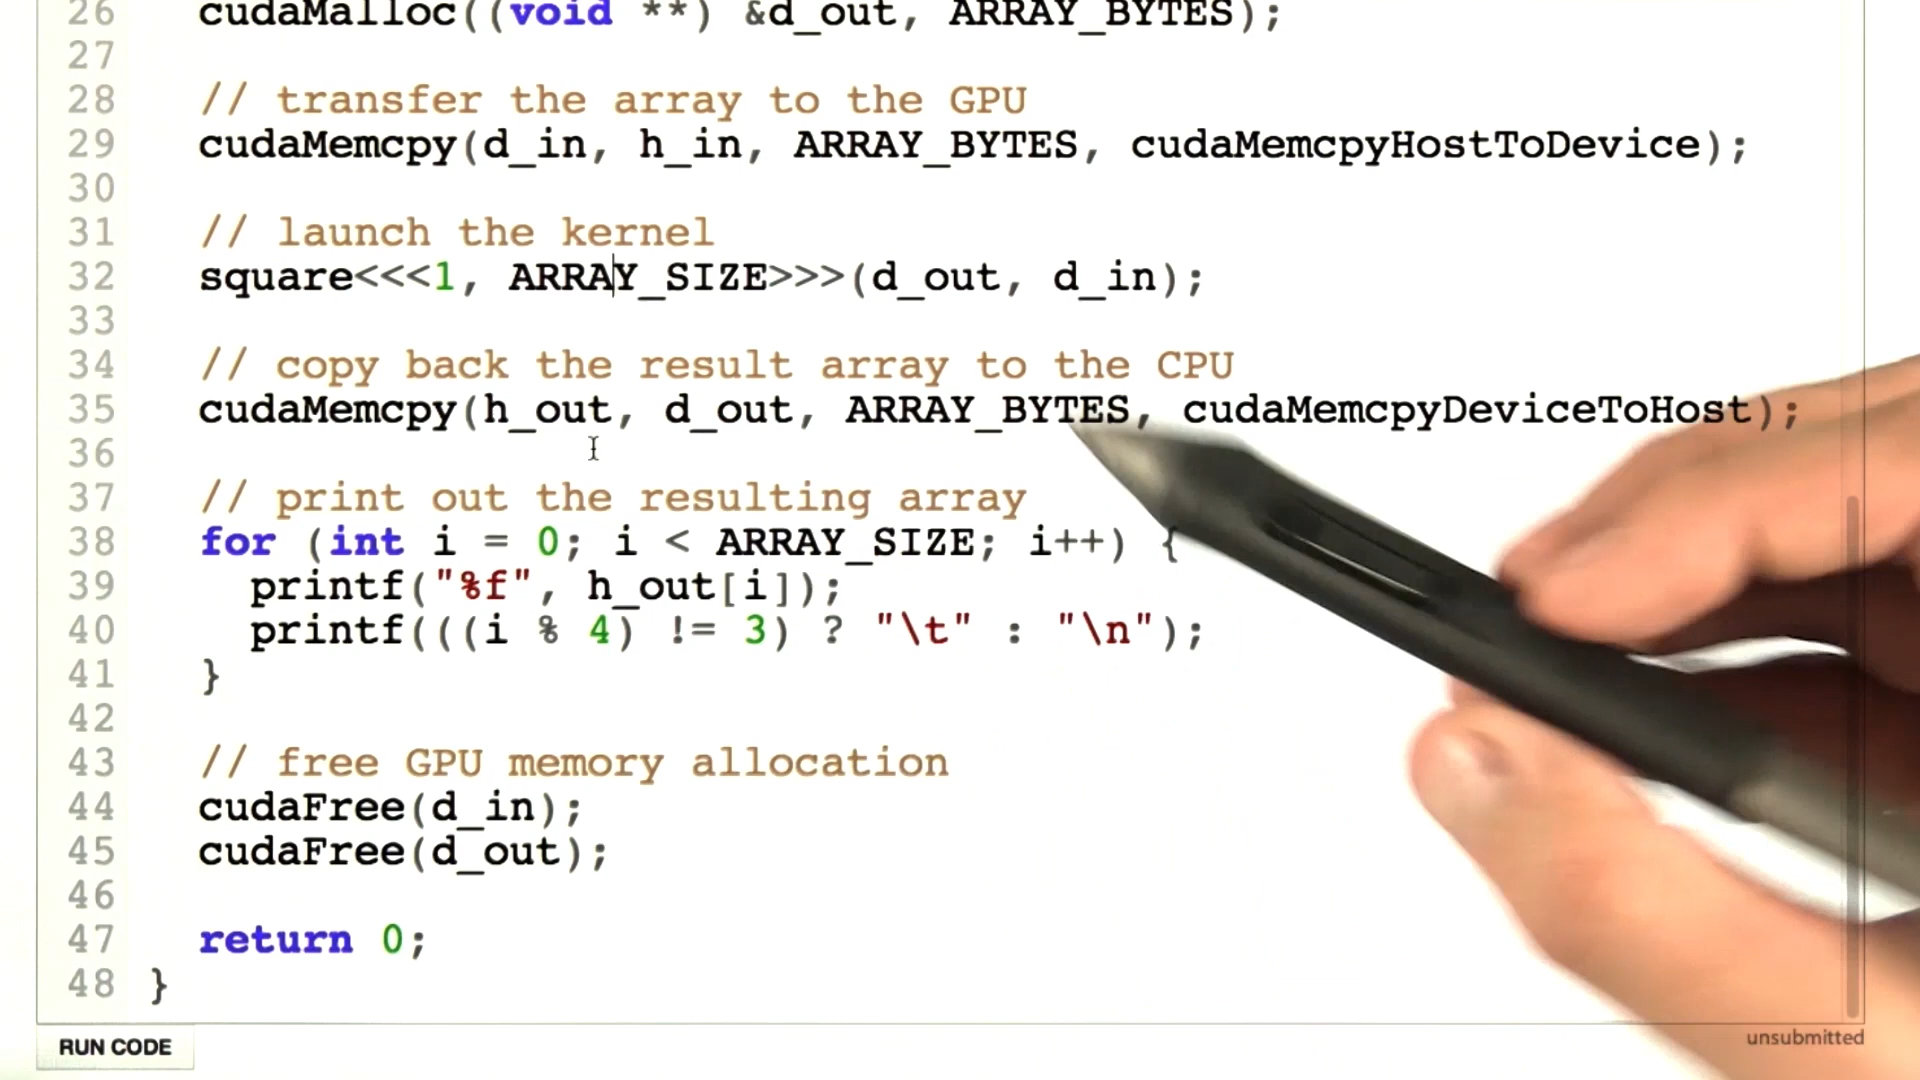 26 cudaMalloc((void **) &d_out, ARRAY_BYTES);
27
28 // transfer the array to the GPU
29 cudaMemcpy(d_in, h_in, ARRAY_BYTES, cudaMemcpyHostToDevice);
30
31 // launch the kernel
32 square<<<1, ARRAY_SIZE>>>(d_out, d_in);
33
34 // copy back the result array to the CPU
35 cudaMemcpy(h_out, d_out, ARRAY_BYTES, cudaMemcpyDeviceToHost);
36
37 // print out the resulting array
38 for (int i = 0; i < ARRAY_SIZE; i++) {
39 printf("%f", h_out[i]);
40 printf(((i % 4) != 3) ? "\t" : "\n");
41 }
42
43 // free GPU memory allocation
44 cudaFree(d_in);
45 cudaFree(d_out);
46
47 return 0;
48 }
RUN CODE
unsubmitted